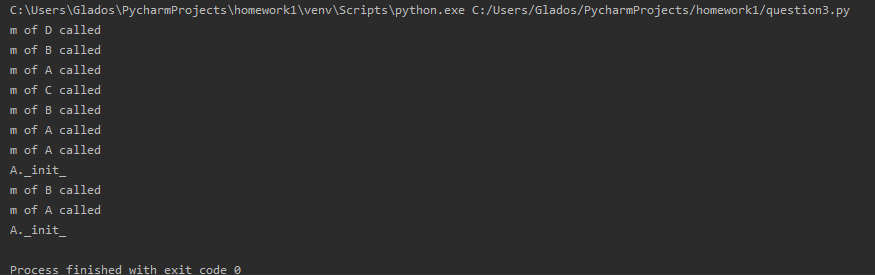 C:\Users\Glados\PycharmProjects\homework1\venv\Scripts\python.exe C:/Users/Glados/PycharmProjects/homework1/question3.py
m of D called
m of B called
m of A called
m of C called
m of B called
m of A called
m of A called
A._init_
m of B called
m of A called
A._init_
Process finished with exit code 0